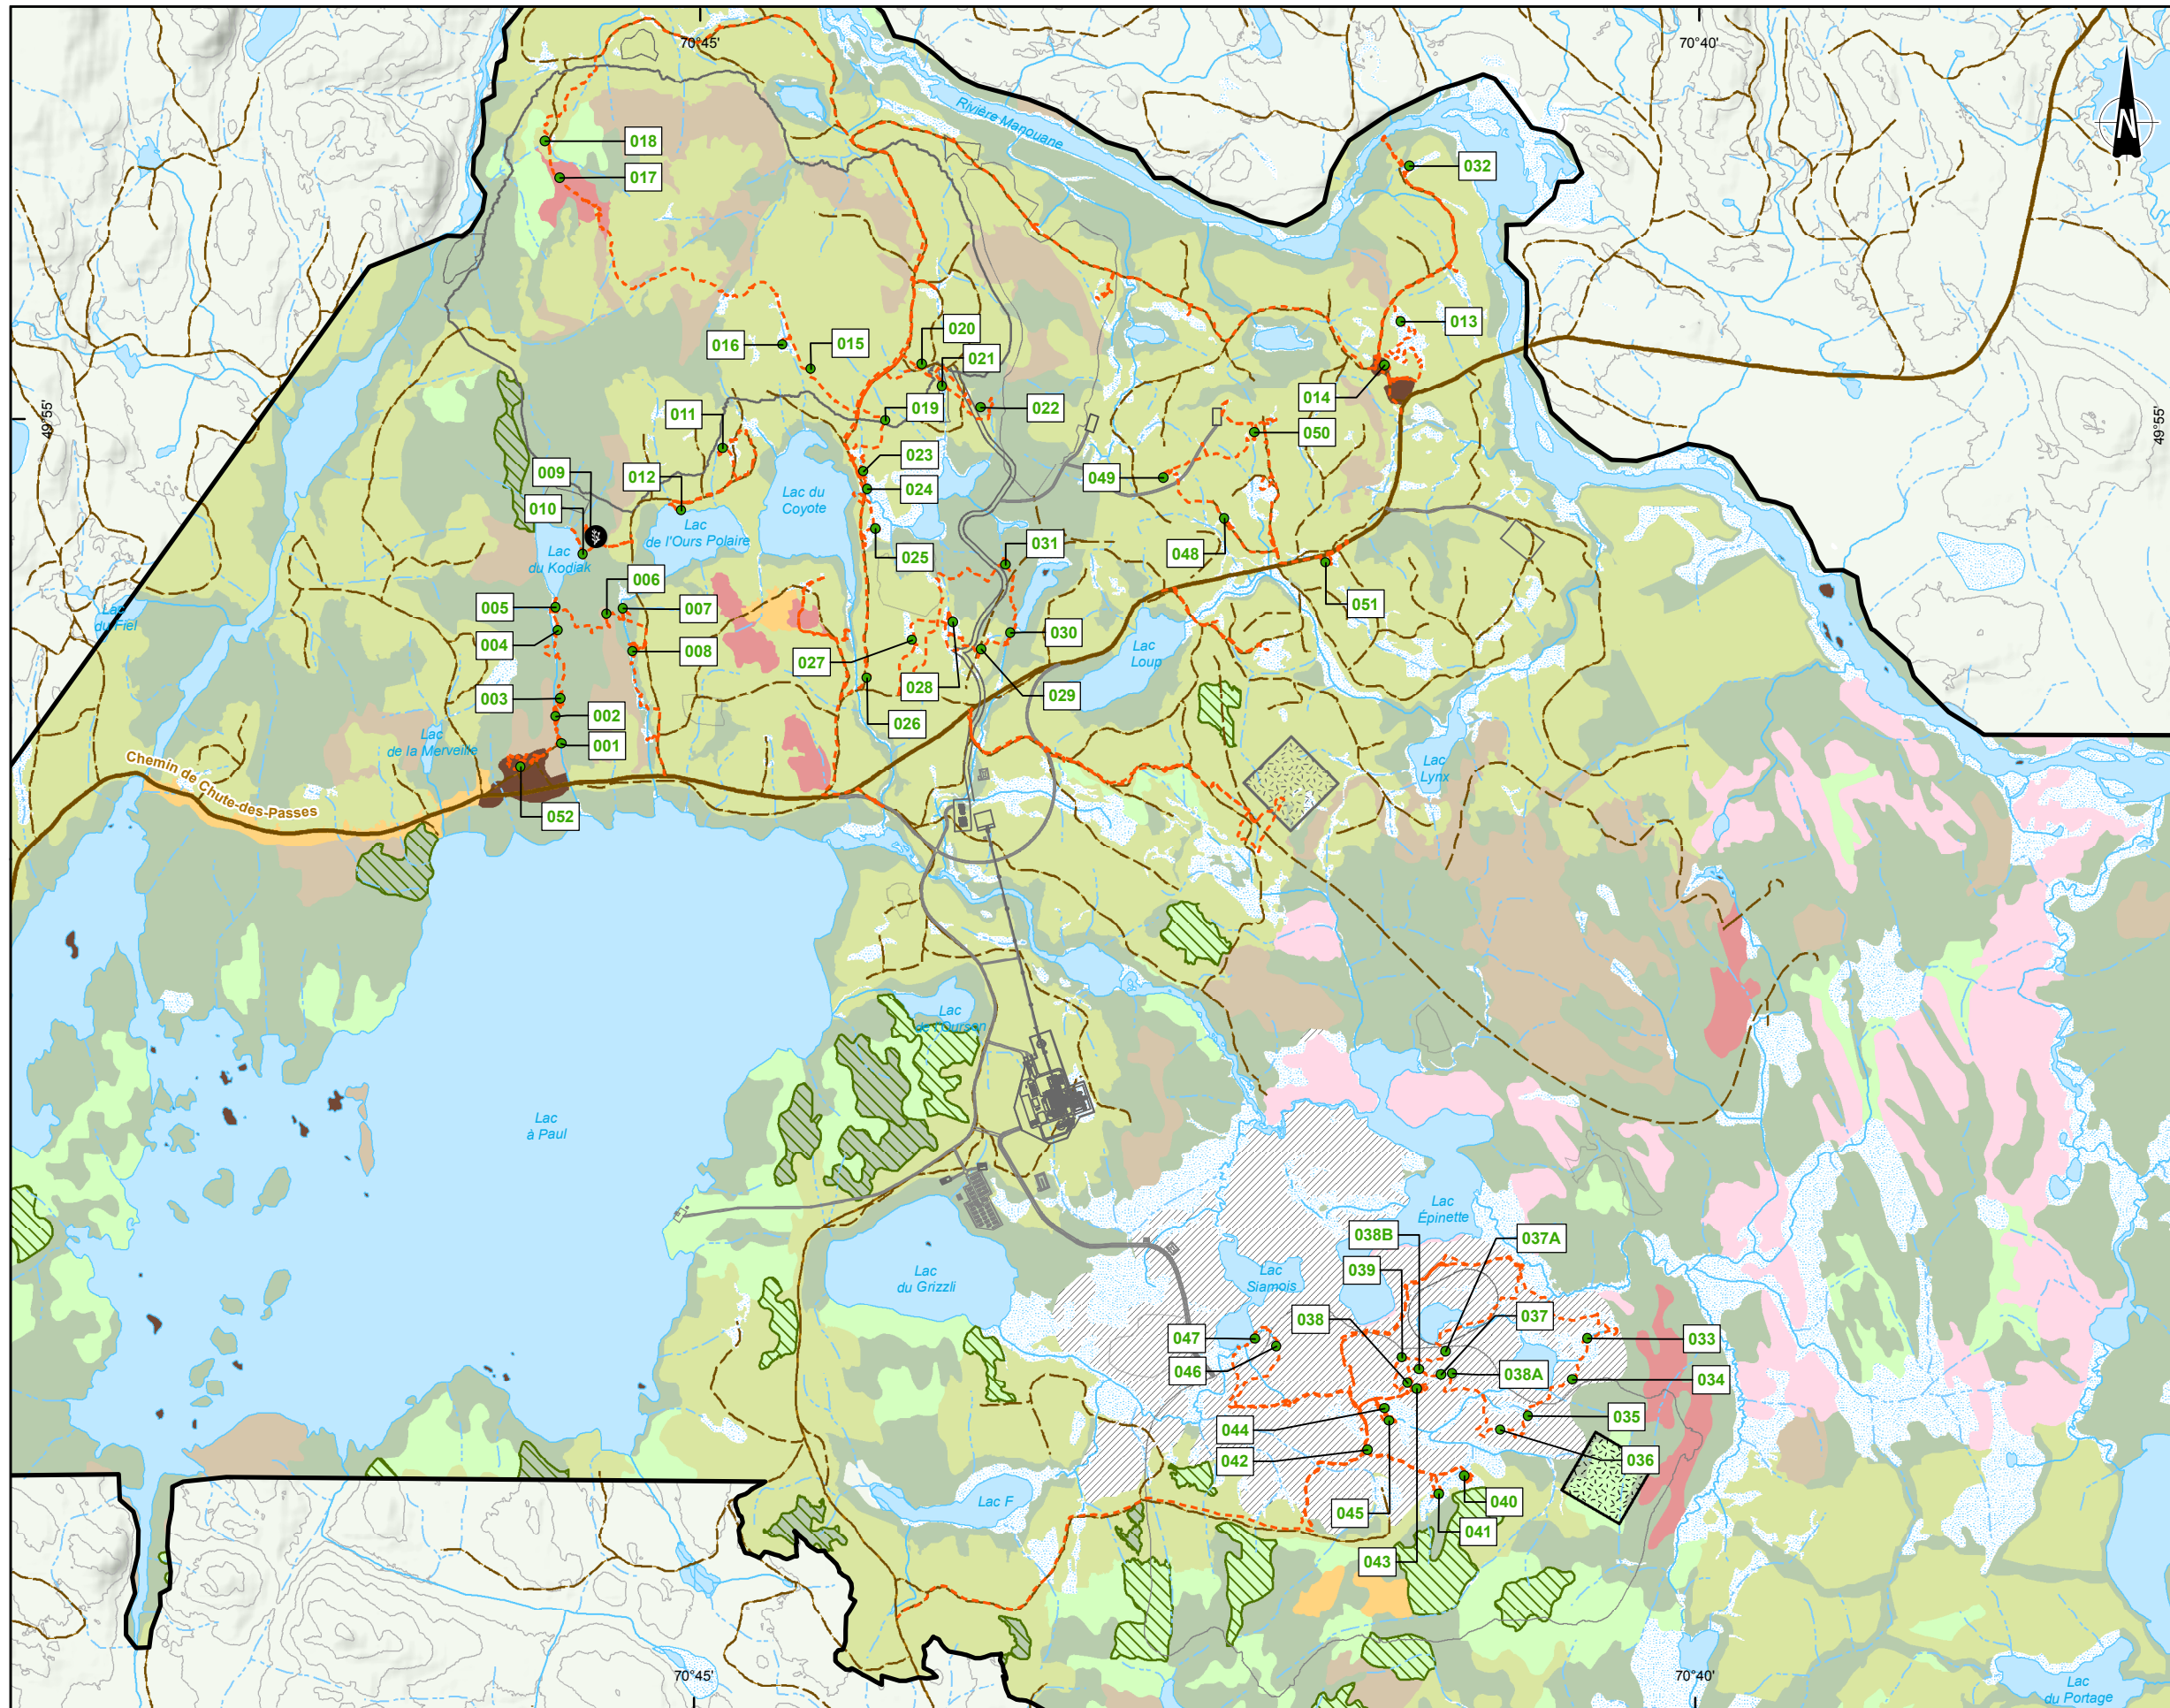 70°45'
70°40'
N
Rivière Manouane
018
032
017
013
020
016
015
021
014
019
022
49°55'
49°55'
011
050
023
009
012
049
024
010
Lac du
Coyote
Lac
de l'Ours Polaire
Lac
du Kodiak
031
048
025
006
051
005
007
Lac
du Fiel
030
004
008
027
Lac
Loup
028
029
003
002
026
001
Lac
de la Merveille
Chemin de Chute-des-Passes
Lac
Lynx
052
Lac
de l'Ourson
Lac
à Paul
Lac
Épinette
038B
037A
039
Lac
du Grizzli
Lac
Siamois
038
037
047
033
046
038A
034
035
044
036
042
Lac F
045
040
041
043
70°45'
70°40'
Lac
du Portage